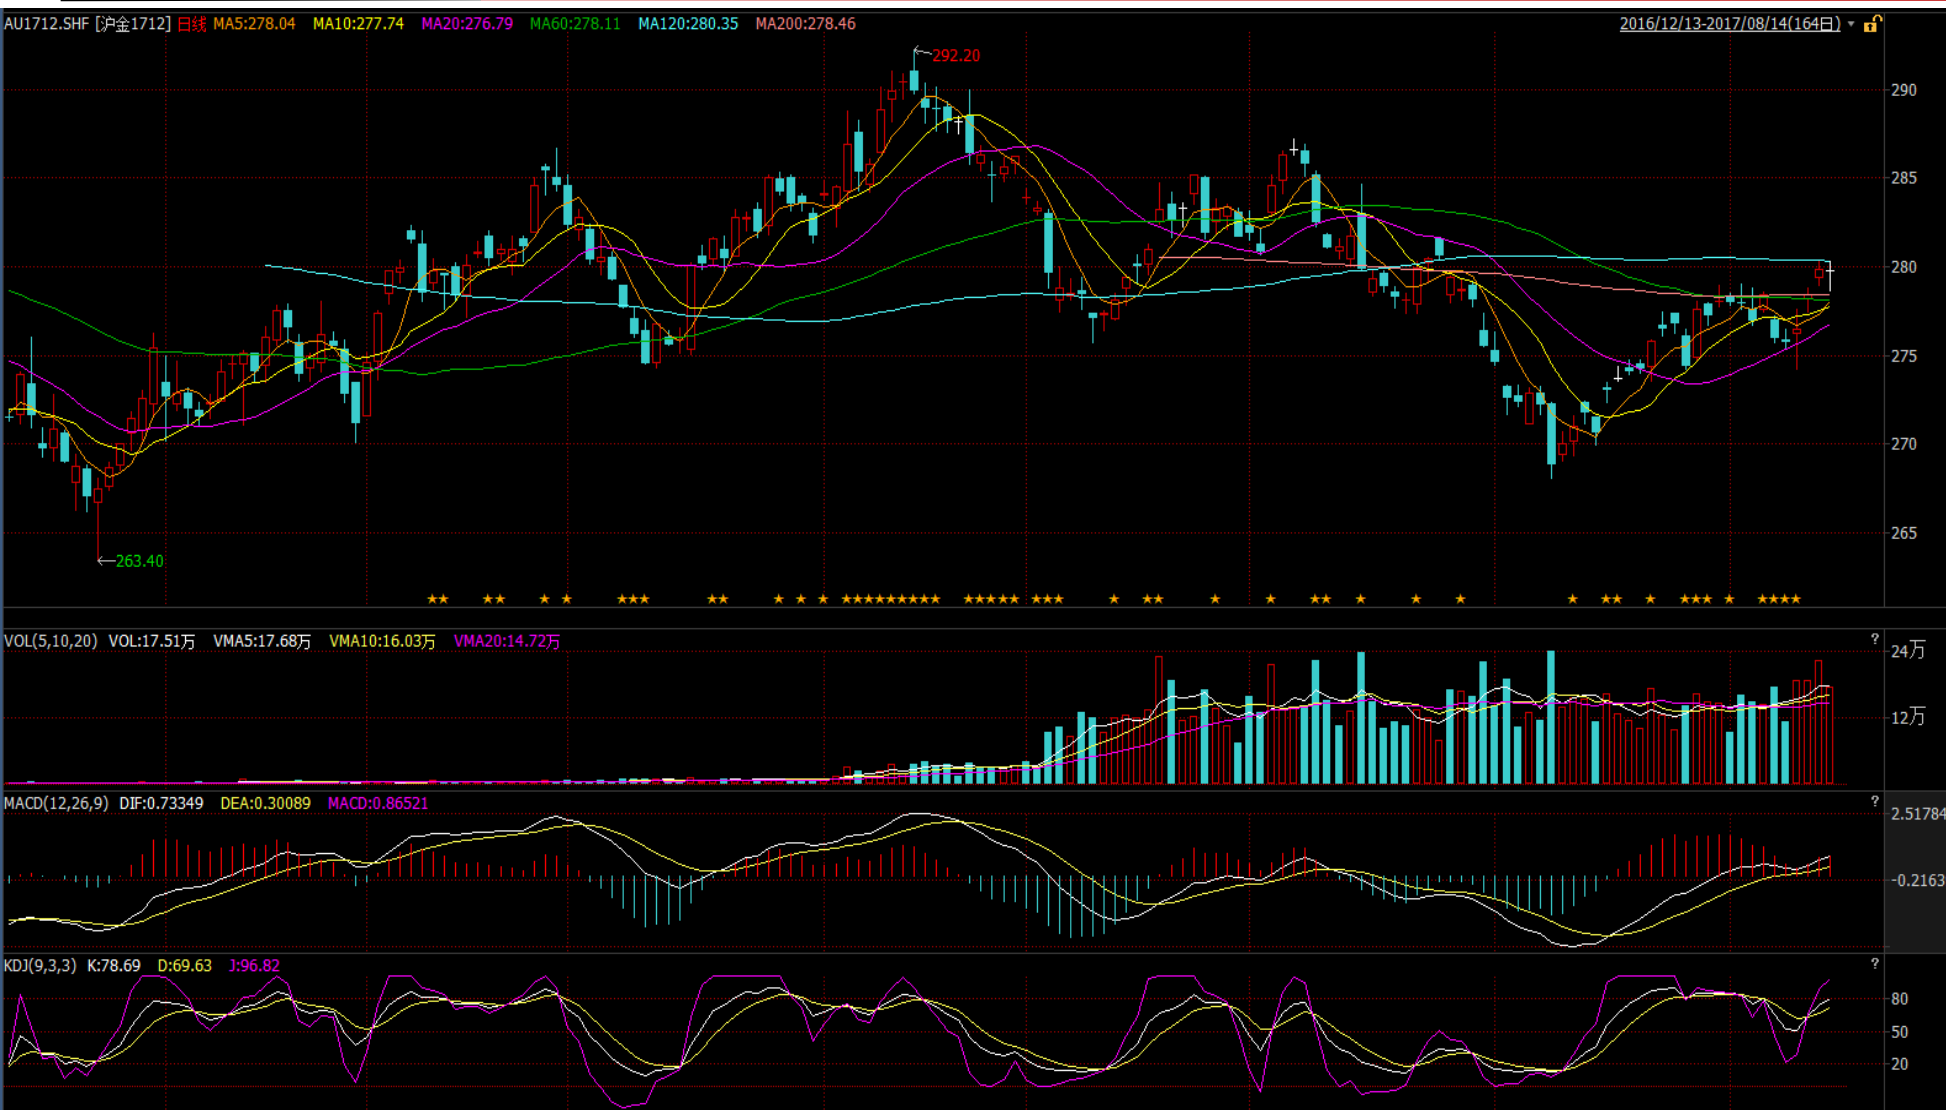 AU1712.SHF [沪金1712] 日线 MA5:278.04 MA10:277.74 MA20:276.79 MA60:278.11 MA120:280.35 MA200:278.46 2016/12/13-2017/08/14(164日)
292.20
290
285
280
275
270
265
263.40
VOL(5,10,20) VOL:17.51万 VMA5:17.68万 VMA10:16.03万 VMA20:14.72万 ?
24万
12万
MACD(12,26,9) DIF:0.73349 DEA:0.30089 MACD:0.86521 ?
2.51784
-0.2163
KDJ(9,3,3) K:78.69 D:69.63 J:96.82 ?
80
50
20